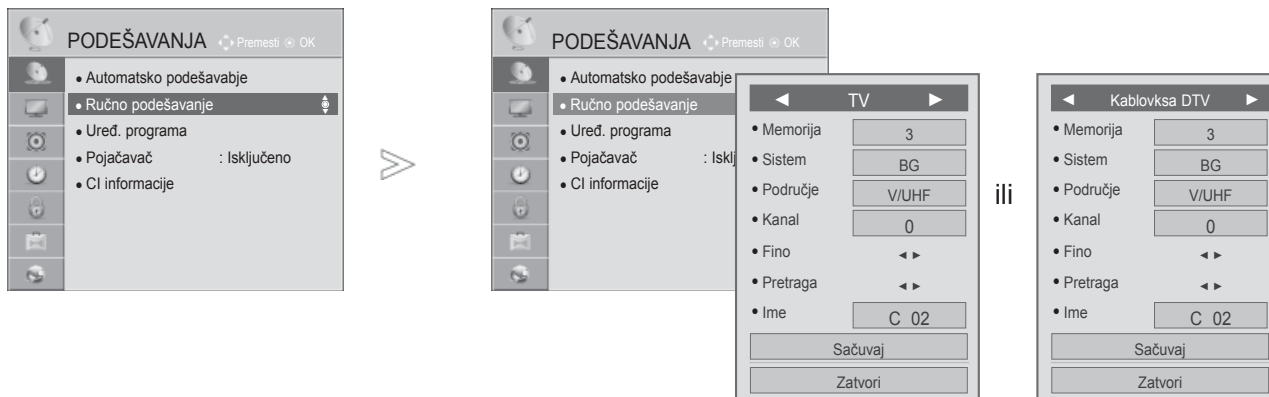 PODEŠAVANJA Premesti OK
• Automatsko podešavabje
• Ručno podešavanje
• Uređ. programa
• Pojačavač : Isključeno
• CI informacije
PODEŠAVANJA Premesti OK
• Automatsko podešavabje
• Ručno podešavanje
• Uređ. programa
• Pojačavač : Isklj
• CI informacije
◄ TV ►
• Memorija 3
• Sistem BG
• Područje V/UHF
• Kanal 0
• Fino ◄ ►
• Pretraga ◄ ►
• Ime C 02
Sačuvaj
Zatvori
ili
◄ Kablovksa DTV ►
• Memorija 3
• Sistem BG
• Područje V/UHF
• Kanal 0
• Fino ◄ ►
• Pretraga ◄ ►
• Ime C 02
Sačuvaj
Zatvori